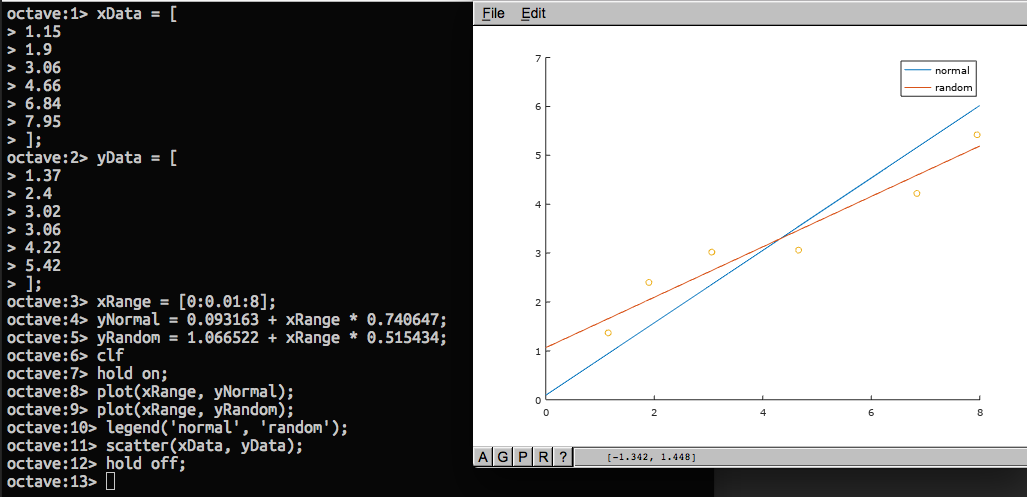 octave:1> xData = [
> 1.15
> 1.9
> 3.06
> 4.66
> 6.84
> 7.95
> ];
octave:2> yData = [
> 1.37
> 2.4
> 3.02
> 3.06
> 4.22
> 5.42
> ];
octave:3> xRange = [0:0.01:8];
octave:4> yNormal = 0.093163 + xRange * 0.740647;
octave:5> yRandom = 1.066522 + xRange * 0.515434;
octave:6> clf
octave:7> hold on;
octave:8> plot(xRange, yNormal);
octave:9> plot(xRange, yRandom);
octave:10> legend('normal', 'random');
octave:11> scatter(xData, yData);
octave:12> hold off;
octave:13>
File Edit
7
6
5
4
3
2
1
0
0 2 4 6 8
normal
random
A G P R ? [-1.342, 1.448]